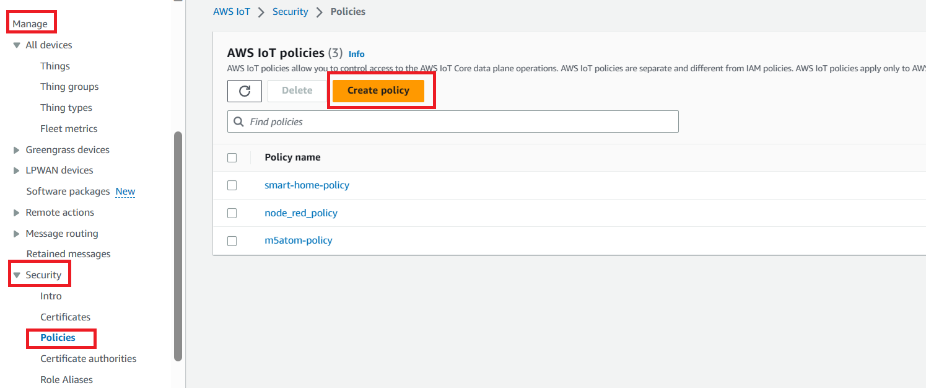 Manage
All devices
Things
Thing groups
Thing types
Fleet metrics
Greengrass devices
LPWAN devices
Software packages New
Remote actions
Message routing
Retained messages
Security
Intro
Certificates
Policies
Certificate authorities
Role Aliases
AWS IoT > Security > Policies
AWS IoT policies (3) Info
AWS IoT policies allow you to control access to the AWS IoT Core data plane operations. AWS IoT policies are separate and different from IAM policies. AWS IoT policies apply only to AWS
Delete
Create policy
Find policies
Policy name
smart-home-policy
node_red_policy
m5atom-policy